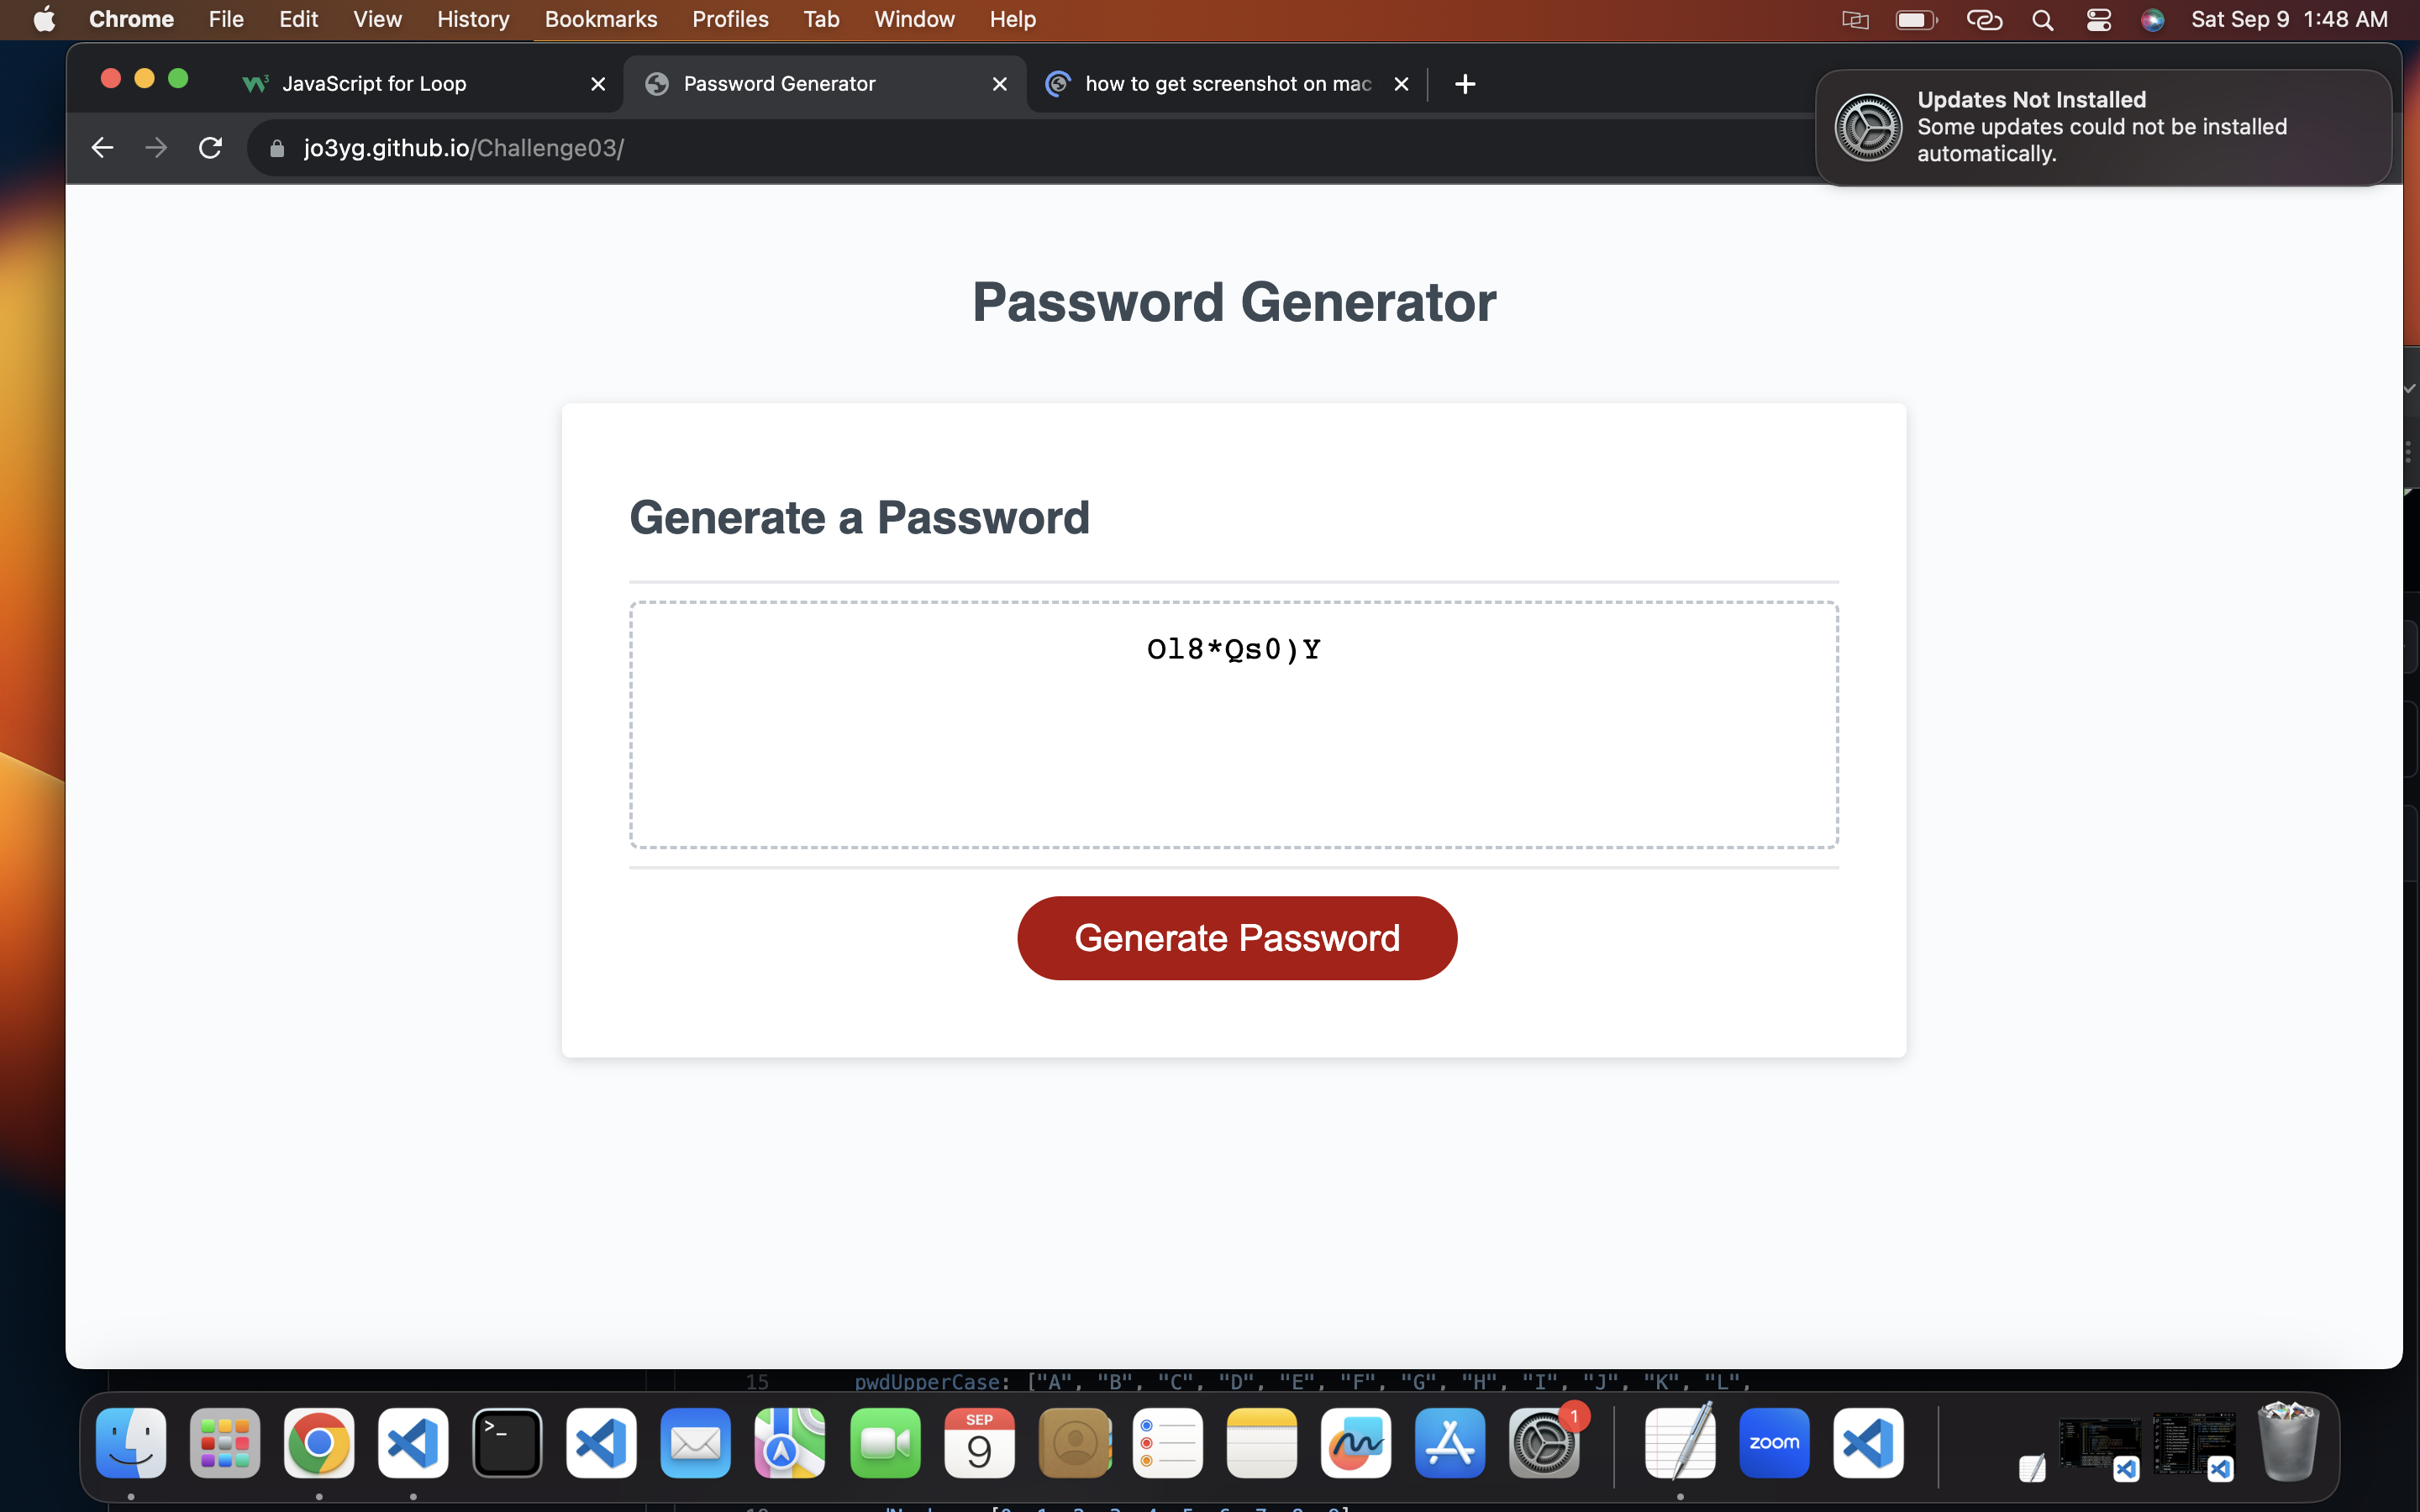 Chrome File Edit View History Bookmarks Profiles Tab Window Help Sat Sep 9 1:48 AM
JavaScript for Loop
Password Generator
how to get screenshot on mac
jo3yg.github.io/Challenge03/
Updates Not Installed
Some updates could not be installed
automatically.
Password Generator
Generate a Password
Ol8*Qs0)Y
Generate Password
15 pwdUpperCase: ["A", "B", "C", "D", "E", "F", "G", "H", "I", "J", "K", "L",
SEP
9
1
zoom